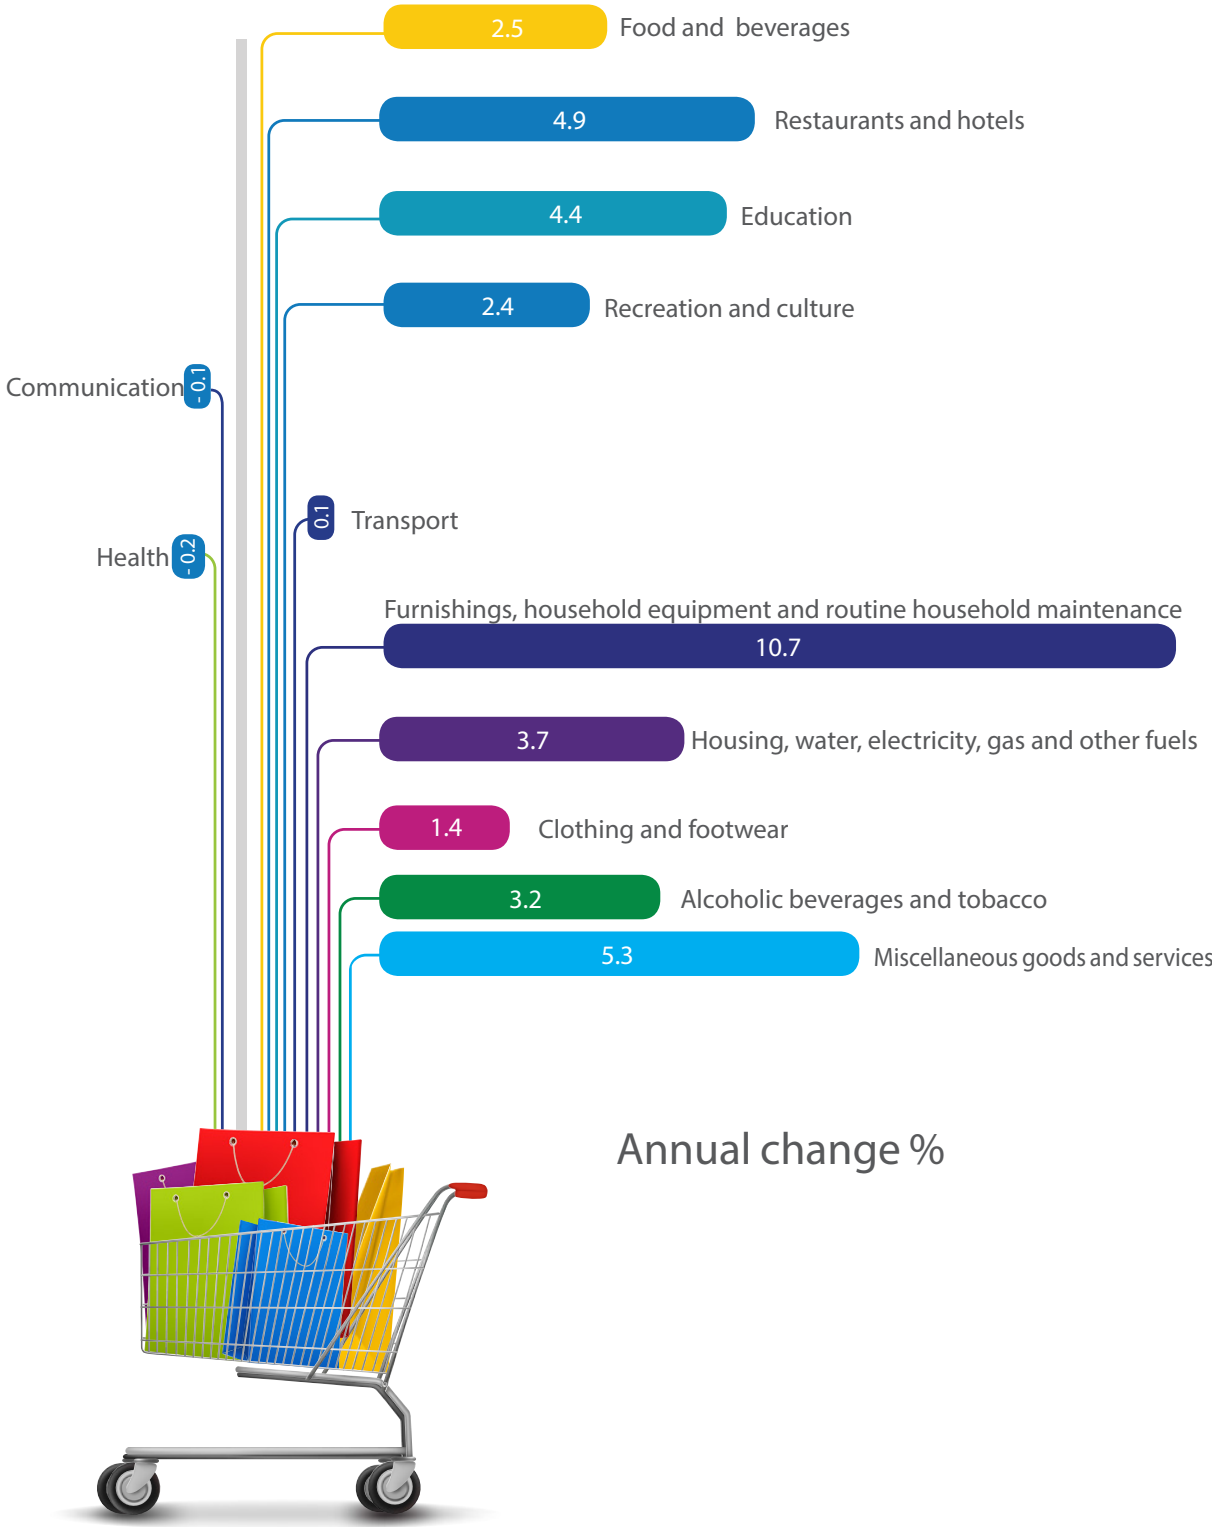 2.5 Food and beverages
4.9 Restaurants and hotels
4.4 Education
2.4 Recreation and culture
Communication - 0.1
0.1 Transport
Health - 0.2
Furnishings, household equipment and routine household maintenance
10.7
3.7 Housing, water, electricity, gas and other fuels
1.4 Clothing and footwear
3.2 Alcoholic beverages and tobacco
5.3 Miscellaneous goods and services
Annual change %